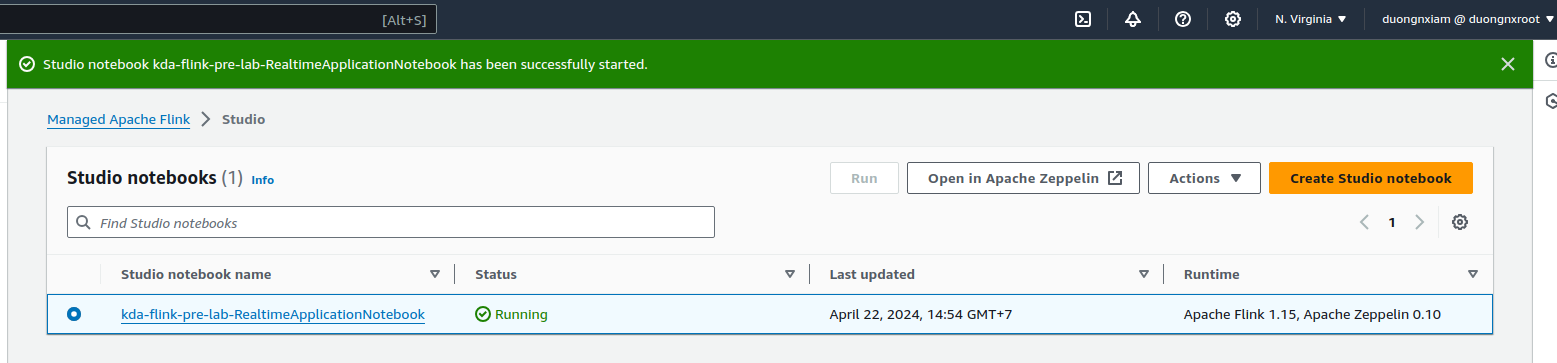 [Alt+S] N. Virginia ▼ duongnxiam @ duongnxroot ▼
Studio notebook kda-flink-pre-lab-RealtimeApplicationNotebook has been successfully started.
Managed Apache Flink > Studio
Studio notebooks (1) Info Run Open in Apache Zeppelin Actions ▼ Create Studio notebook
Find Studio notebooks 1
Studio notebook name Status Last updated Runtime
kda-flink-pre-lab-RealtimeApplicationNotebook Running April 22, 2024, 14:54 GMT+7 Apache Flink 1.15, Apache Zeppelin 0.10